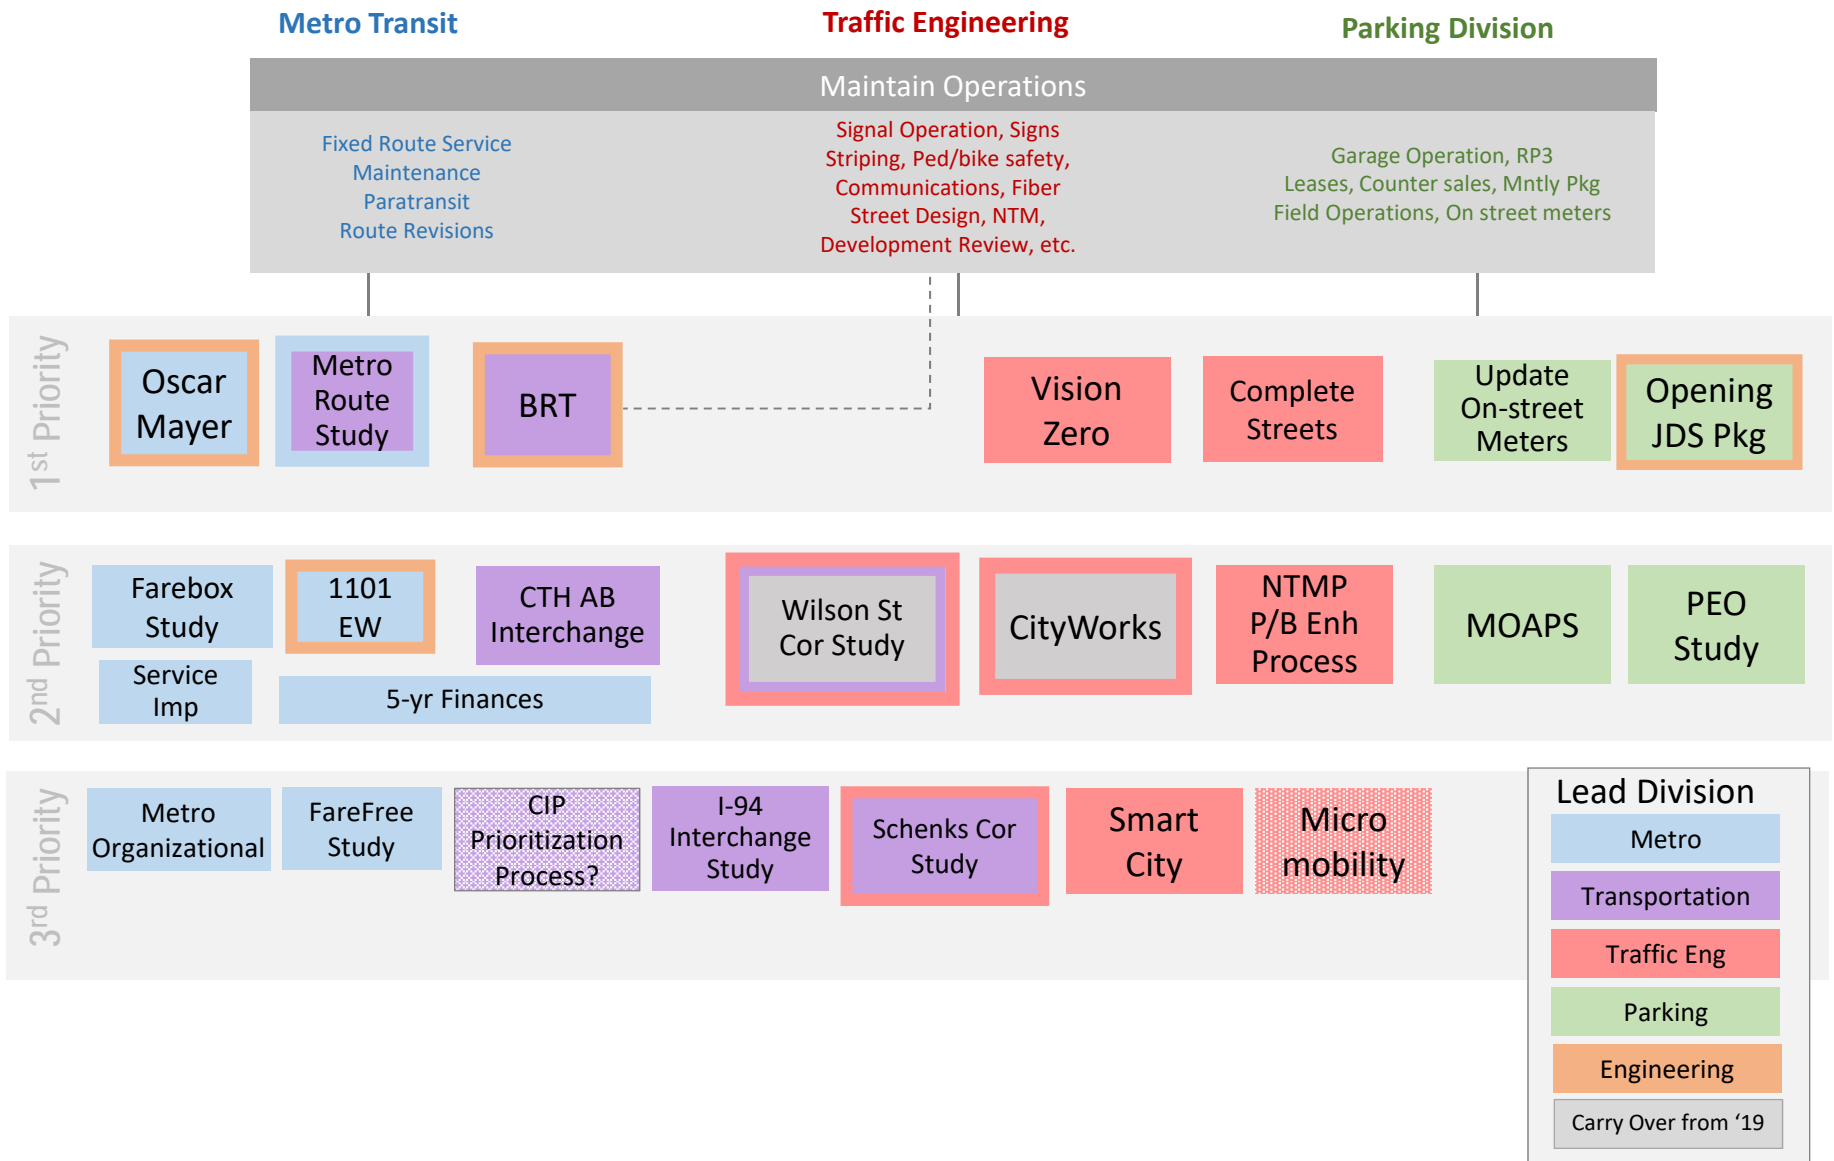 Metro Transit
Traffic Engineering
Parking Division
Maintain Operations
Fixed Route Service
Maintenance
Paratransit
Route Revisions
Signal Operation, Signs
Striping, Ped/bike safety,
Communications, Fiber
Street Design, NTM,
Development Review, etc.
Garage Operation, RP3
Leases, Counter sales, Mntly Pkg
Field Operations, On street meters
1st Priority
Oscar
Mayer
Metro
Route
Study
BRT
Vision
Zero
Complete
Streets
Update
On-street
Meters
Opening
JDS Pkg
2nd Priority
Farebox
Study
1101
EW
CTH AB
Interchange
Wilson St
Cor Study
CityWorks
NTMP
P/B Enh
Process
MOAPS
PEO
Study
Service
Imp
5-yr Finances
3rd Priority
Metro
Organizational
FareFree
Study
CIP
Prioritization
Process?
I-94
Interchange
Study
Schenks Cor
Study
Smart
City
Micro
mobility
Lead Division
Metro
Transportation
Traffic Eng
Parking
Engineering
Carry Over from ‘19